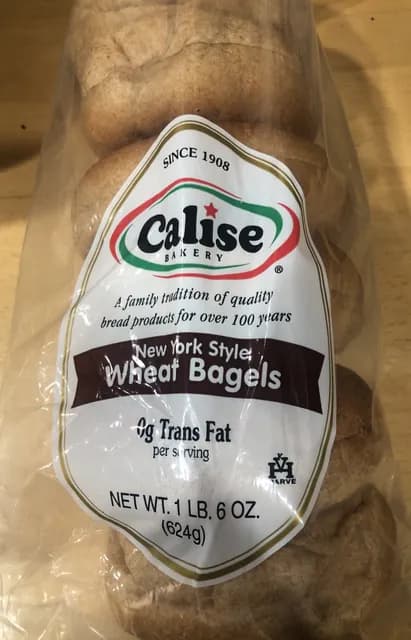 SINCE 1908
Calise
BAKERY
®
A family tradition of quality
bread products for over 100 years
New York Style
Wheat Bagels
0g Trans Fat
per serving
PARVE
NET WT. 1 LB. 6 OZ.
(624g)